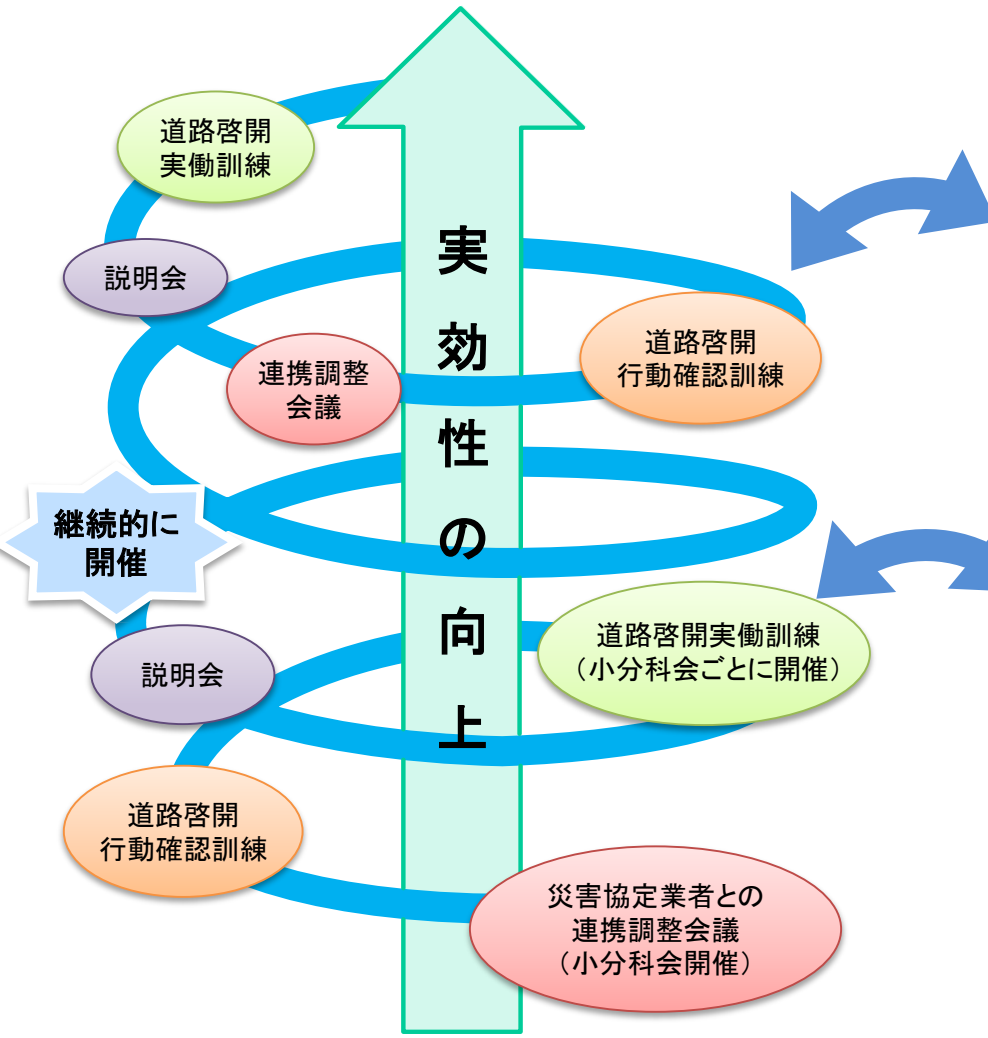 道路啓開
実働訓練
説明会
実効性の向上
連携調整
会議
道路啓開
行動確認訓練
継続的に
開催
説明会
道路啓開実働訓練
（小分科会ごとに開催）
道路啓開
行動確認訓練
災害協定業者との
連携調整会議
（小分科会開催）